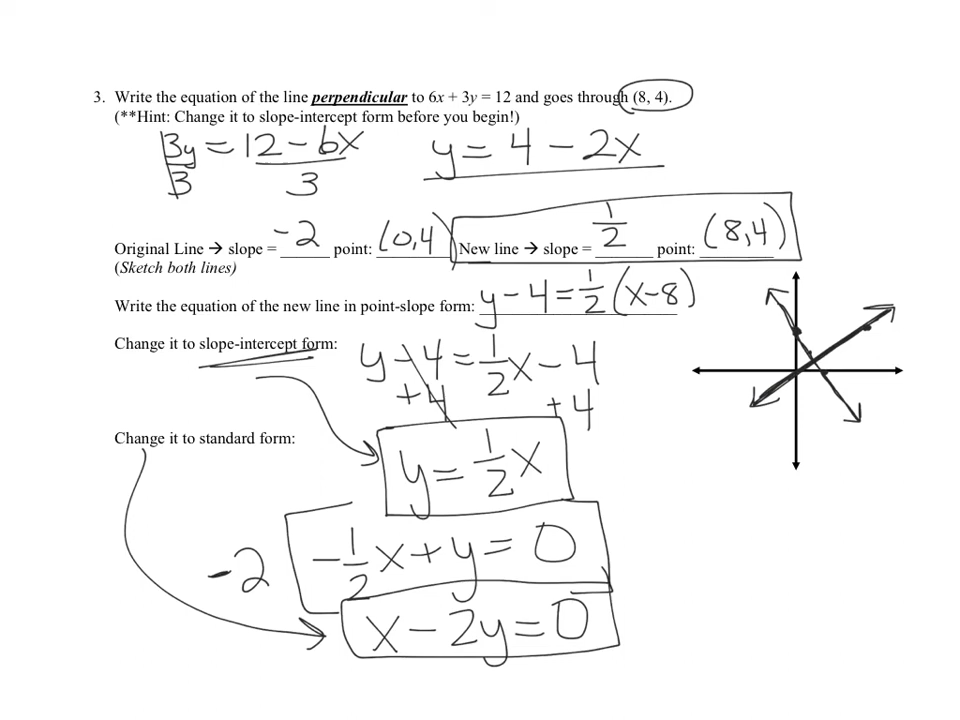 3. Write the equation of the line perpendicular to 6x + 3y = 12 and goes through (8, 4).
(**Hint: Change it to slope-intercept form before you begin!)
3y = 12 - 6x y = 4 - 2x
3 3
Original Line → slope = -2 point: (0,4) New line → slope = 1/2 point: (8,4)
(Sketch both lines)
Write the equation of the new line in point-slope form: y - 4 = 1/2 (x-8)
Change it to slope-intercept form: y - 4 = 1/2 x - 4
+4 +4
Change it to standard form:
y = 1/2 x
-2 -1/2 x + y = 0
x - 2y = 0